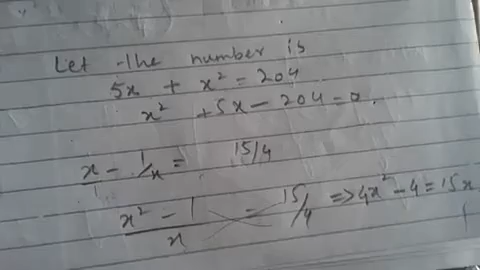 Let the number is
5x + x² = 204
x² + 5x - 204 = 0.
x - 1/x = 15/4
x² - 1 / x = 15/4 => 4x² - 4 = 15x